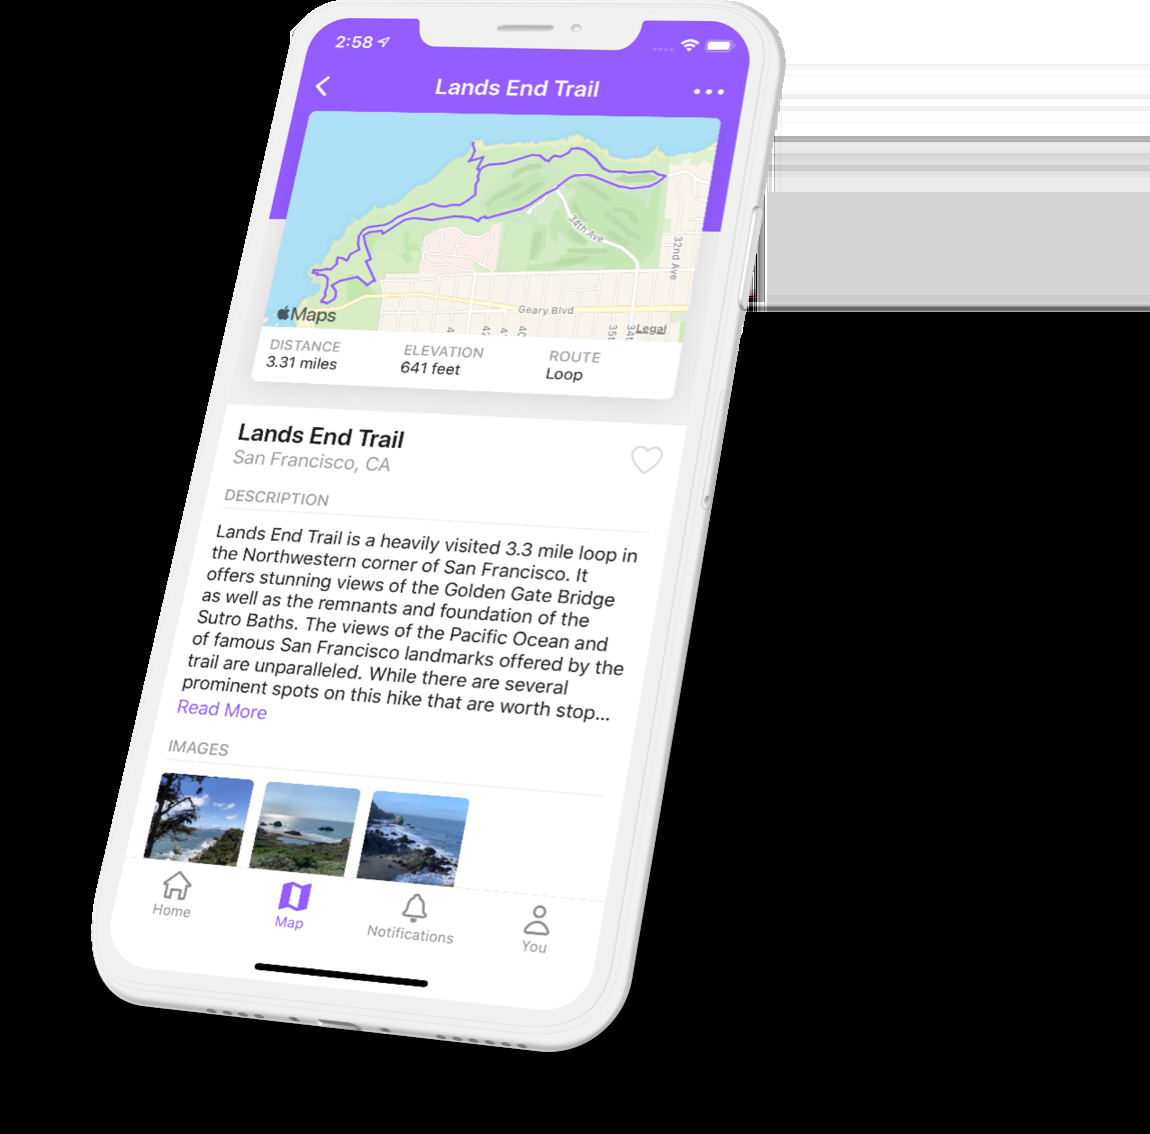 2:58
Lands End Trail
34th Ave
32nd Ave
Geary Blvd
Maps
Legal
DISTANCE ELEVATION ROUTE
3.31 miles 641 feet Loop
Lands End Trail
San Francisco, CA
DESCRIPTION
Lands End Trail is a heavily visited 3.3 mile loop in
the Northwestern corner of San Francisco. It
offers stunning views of the Golden Gate Bridge
as well as the remnants and foundation of the
Sutro Baths. The views of the Pacific Ocean and
of famous San Francisco landmarks offered by the
trail are unparalleled. While there are several
prominent spots on this hike that are worth stop...
Read More
IMAGES
Home Map Notifications You